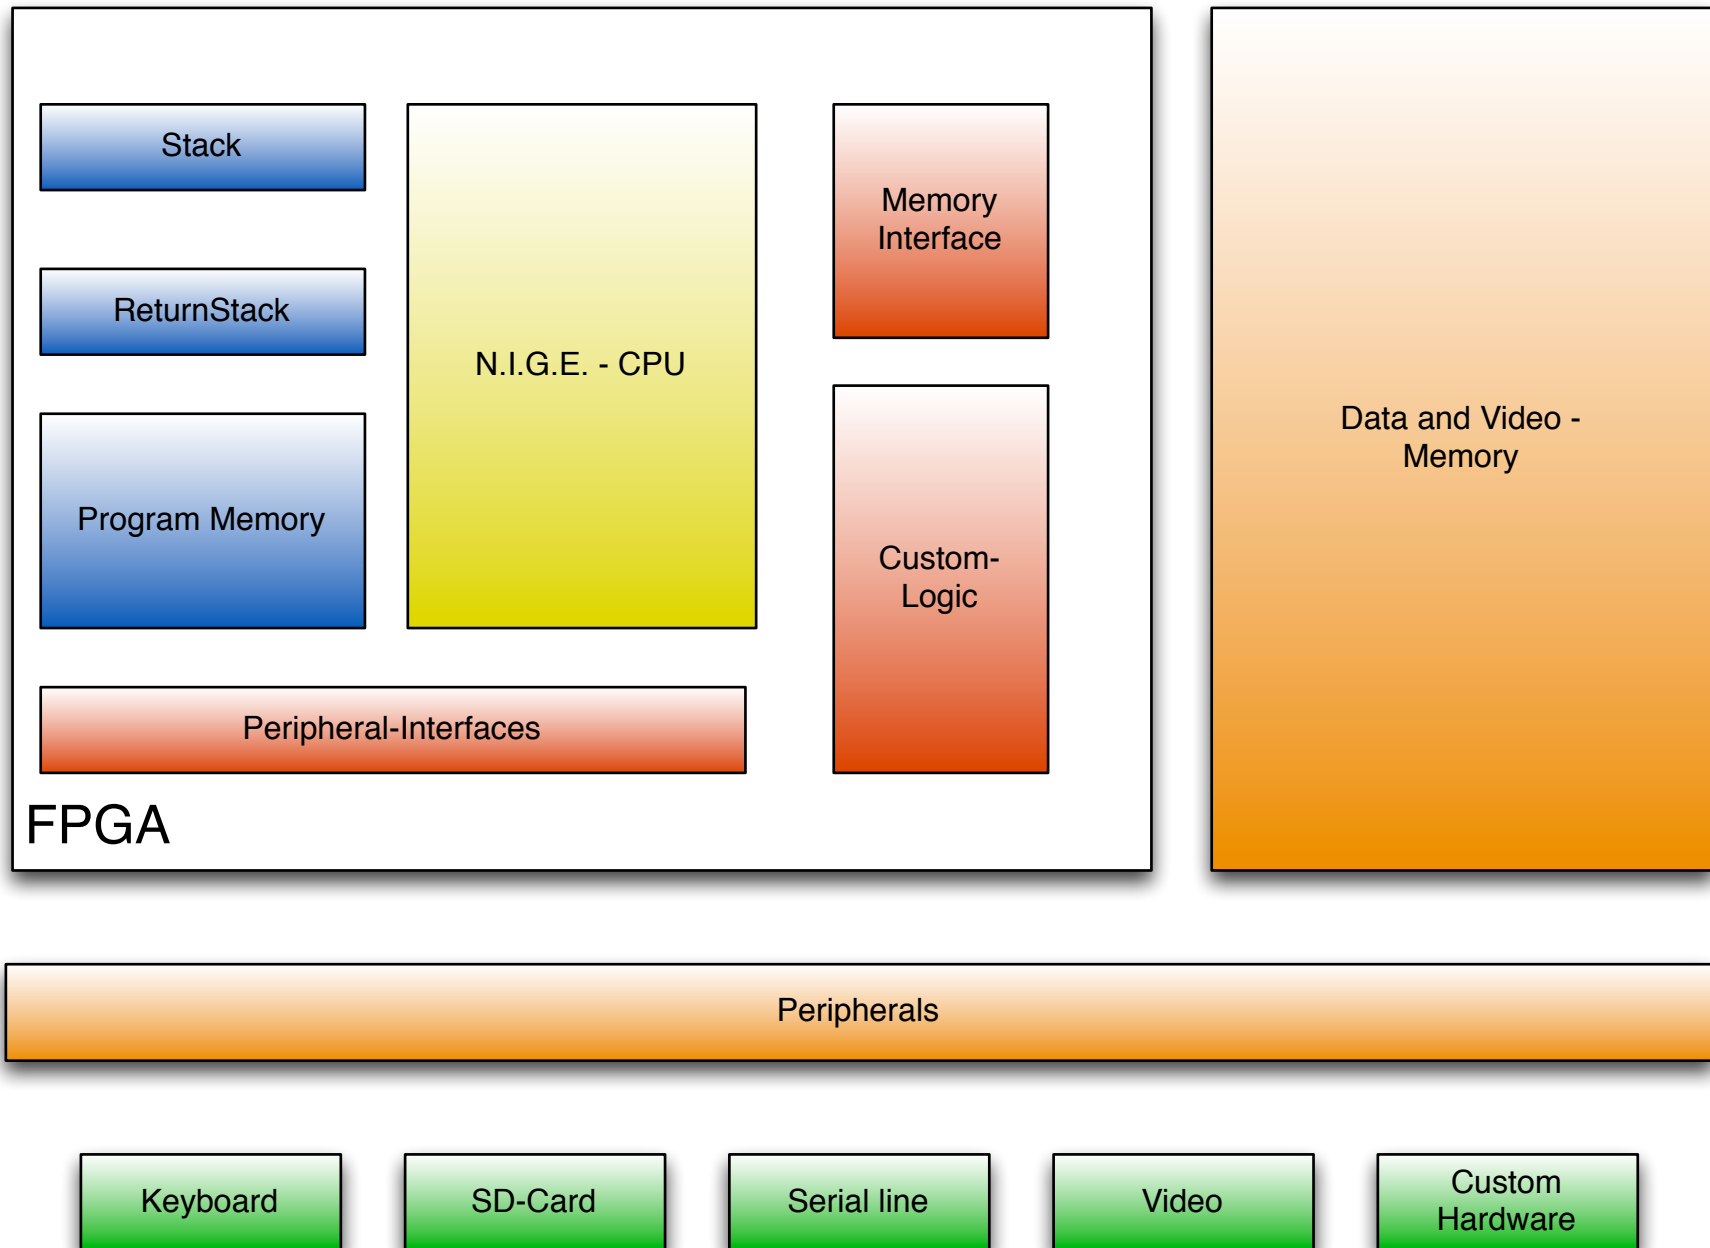 Stack
ReturnStack
Program Memory
N.I.G.E. - CPU
Memory
Interface
Custom-
Logic
Peripheral-Interfaces
FPGA
Data and Video -
Memory
Peripherals
Keyboard
SD-Card
Serial line
Video
Custom
Hardware